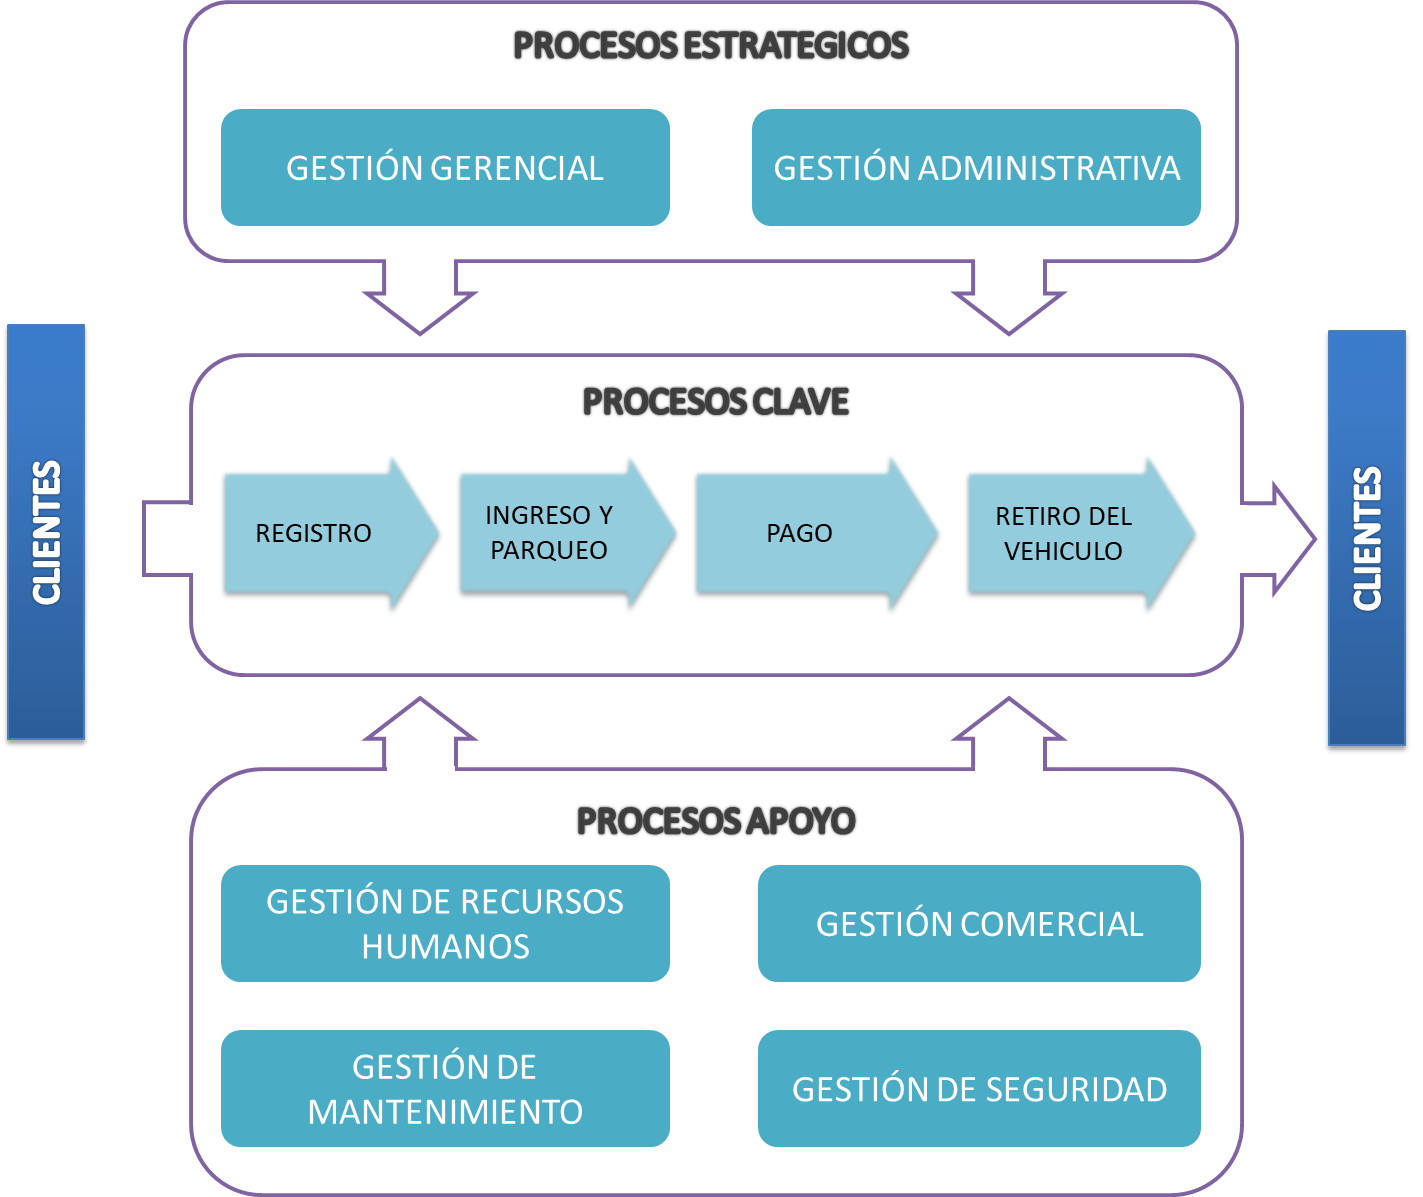 PROCESOS ESTRATEGICOS
GESTIÓN GERENCIAL
GESTIÓN ADMINISTRATIVA
CLIENTES
PROCESOS CLAVE
REGISTRO
INGRESO Y
PARQUEO
PAGO
RETIRO DEL
VEHICULO
CLIENTES
PROCESOS APOYO
GESTIÓN DE RECURSOS
HUMANOS
GESTIÓN COMERCIAL
GESTIÓN DE
MANTENIMIENTO
GESTIÓN DE SEGURIDAD